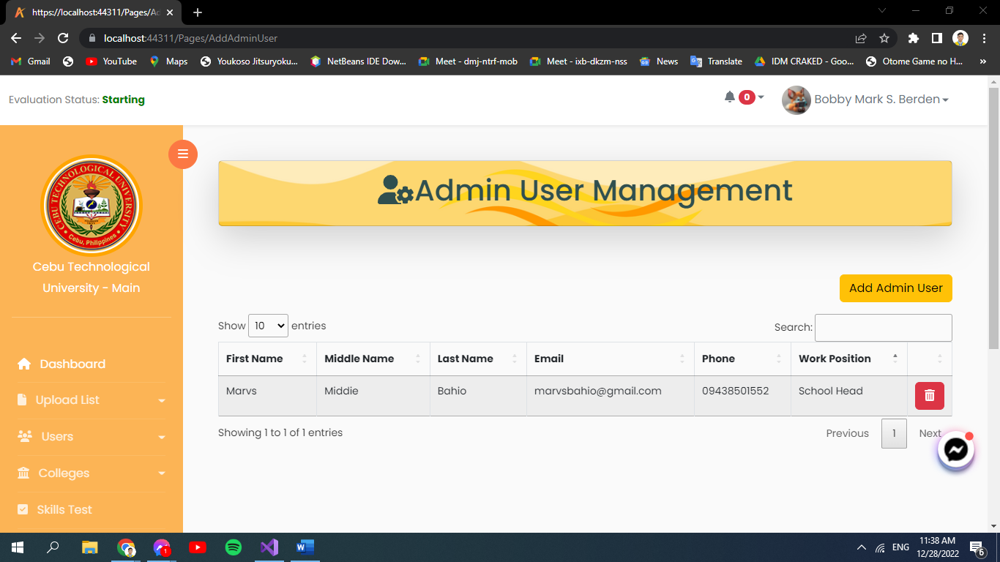 https://localhost:44311/Pages/Ad
localhost:44311/Pages/AddAdminUser
Gmail YouTube Maps Youkoso Jitsuryoku... NetBeans IDE Dow... Meet - dmj-ntrf-mob Meet - ixb-dkzm-nss News Translate IDM CRAKED - Goo... Otome Game no H... »
Evaluation Status: Starting
0
Bobby Mark S. Berden
CEBU TECHNOLOGICAL UNIVERSITY
Cebu, Philippines
Cebu Technological
University - Main
Dashboard
Upload List
Users
Colleges
Skills Test
Admin User Management
Add Admin User
Show 10 entries
Search:
First Name Middle Name Last Name Email Phone Work Position
Marvs Middie Bahio marvsbahio@gmail.com 09438501552 School Head
Showing 1 to 1 of 1 entries
Previous 1 Next
1
ENG
11:38 AM
12/28/2022
6